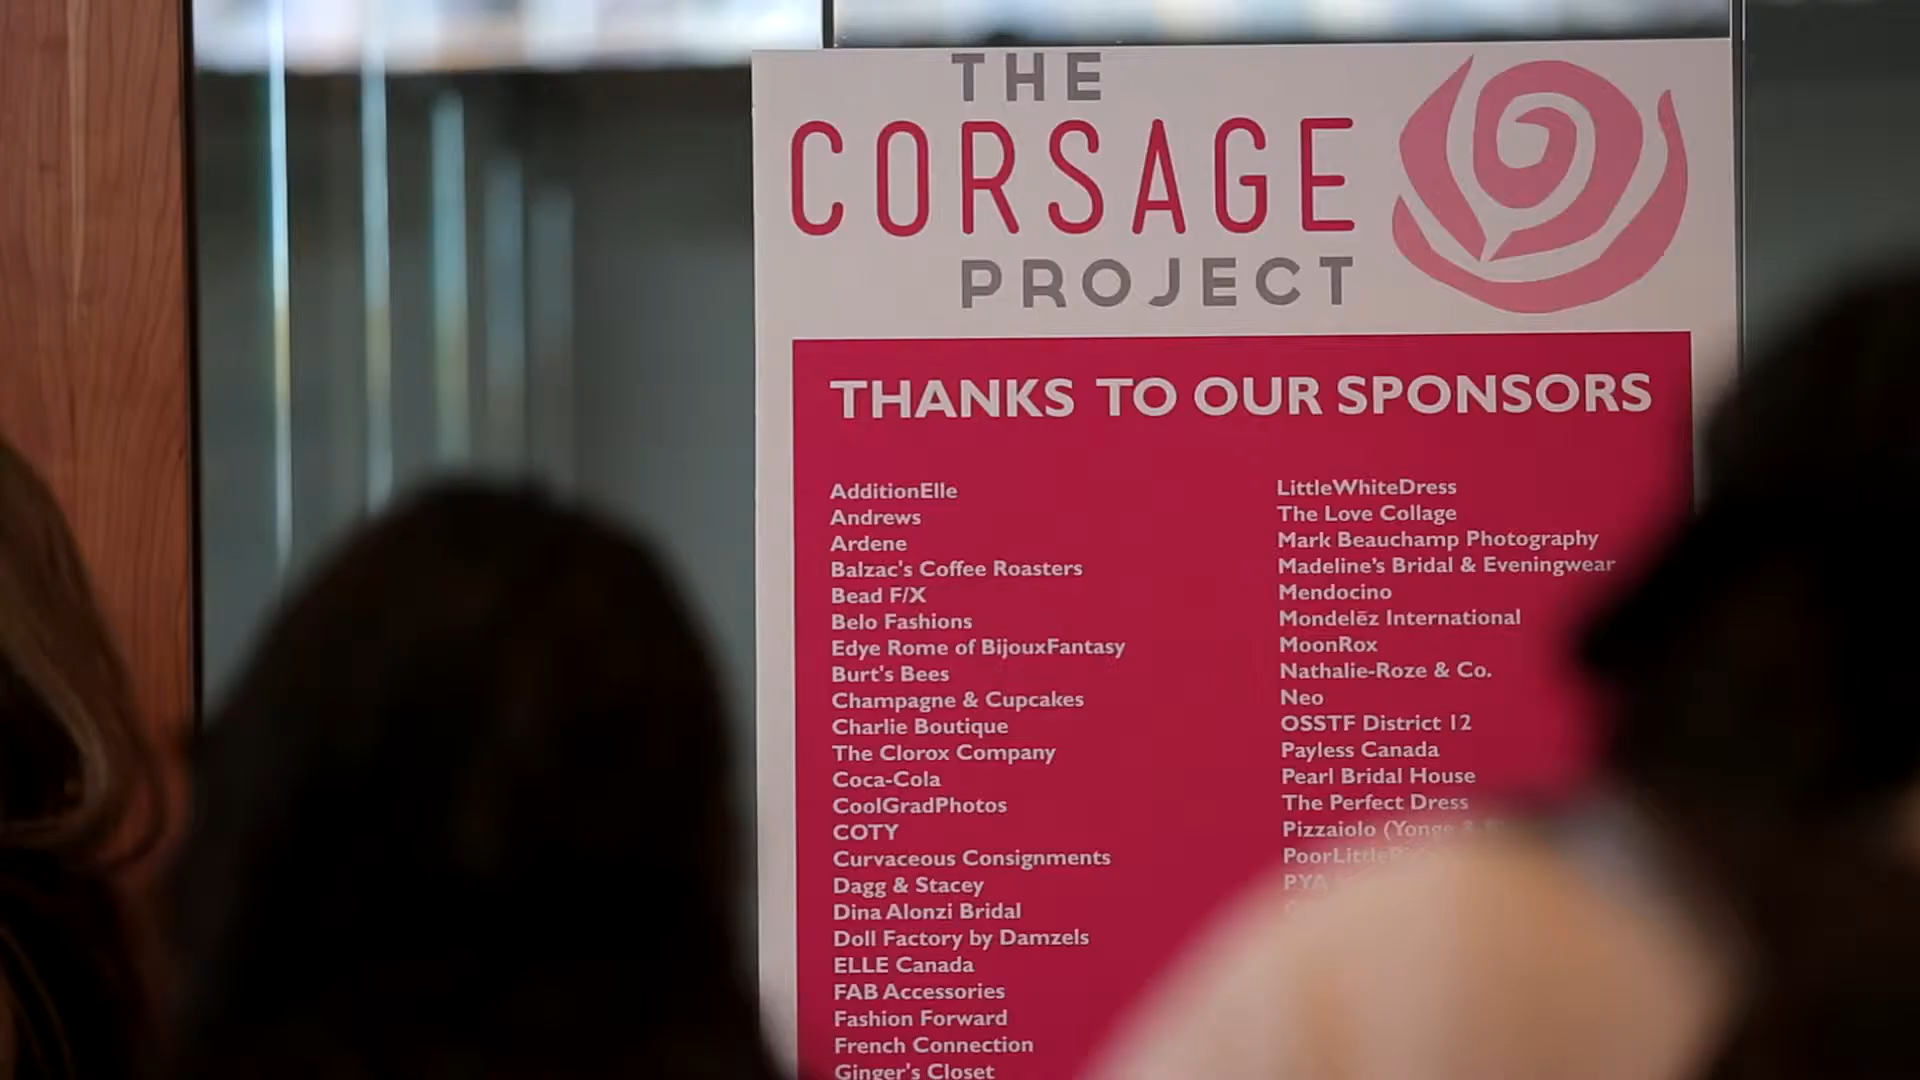 THE
CORSAGE
PROJECT
THANKS TO OUR SPONSORS
AdditionElle
Andrews
Ardene
Balzac's Coffee Roasters
Bead F/X
Belo Fashions
Edye Rome of BijouxFantasy
Burt's Bees
Champagne & Cupcakes
Charlie Boutique
The Clorox Company
Coca-Cola
CoolGradPhotos
COTY
Curvaceous Consignments
Dagg & Stacey
Dina Alonzi Bridal
Doll Factory by Damzels
ELLE Canada
FAB Accessories
Fashion Forward
French Connection
Ginger's Closet
LittleWhiteDress
The Love Collage
Mark Beauchamp Photography
Madeline's Bridal & Eveningwear
Mendocino
Mondelēz International
MoonRox
Nathalie-Roze & Co.
Neo
OSSTF District 12
Payless Canada
Pearl Bridal House
The Perfect Dress
Pizzaiolo (Yonge &
PYA